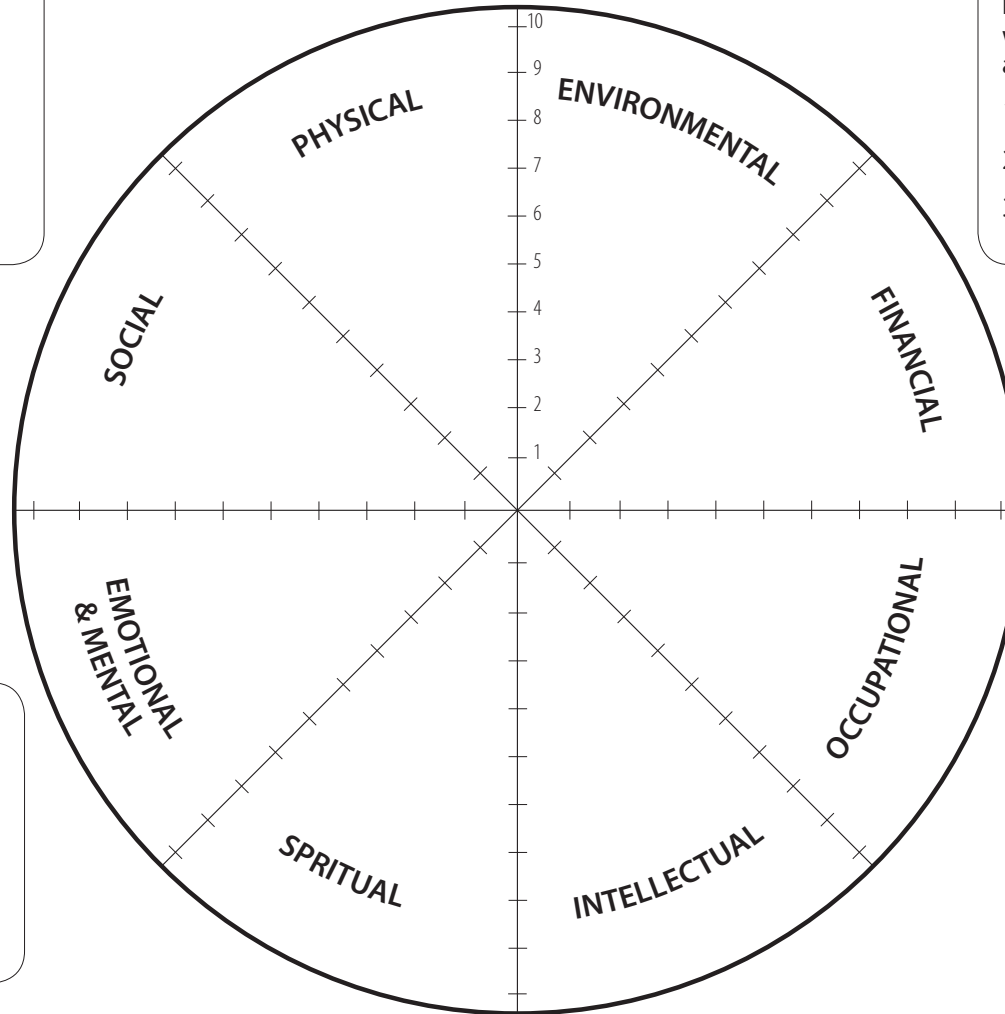 10
9
8
7
6
5
4
3
2
1
PHYSICAL
ENVIRONMENTAL
SOCIAL
FINANCIAL
EMOTIONAL
& MENTAL
OCCUPATIONAL
SPRITUAL
INTELLECTUAL